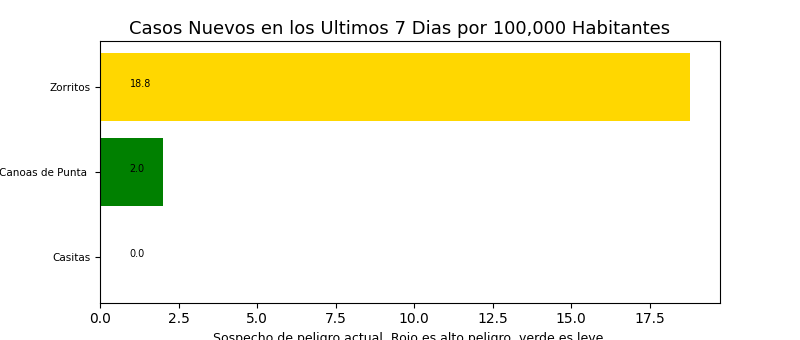 Casos Nuevos en los Ultimos 7 Dias por 100,000 Habitantes
Zorritos
18.8
Canoas de Punta
2.0
Casitas
0.0
0.0 2.5 5.0 7.5 10.0 12.5 15.0 17.5
Sospecho de peligro actual. Rojo es alto peligro, verde es leve